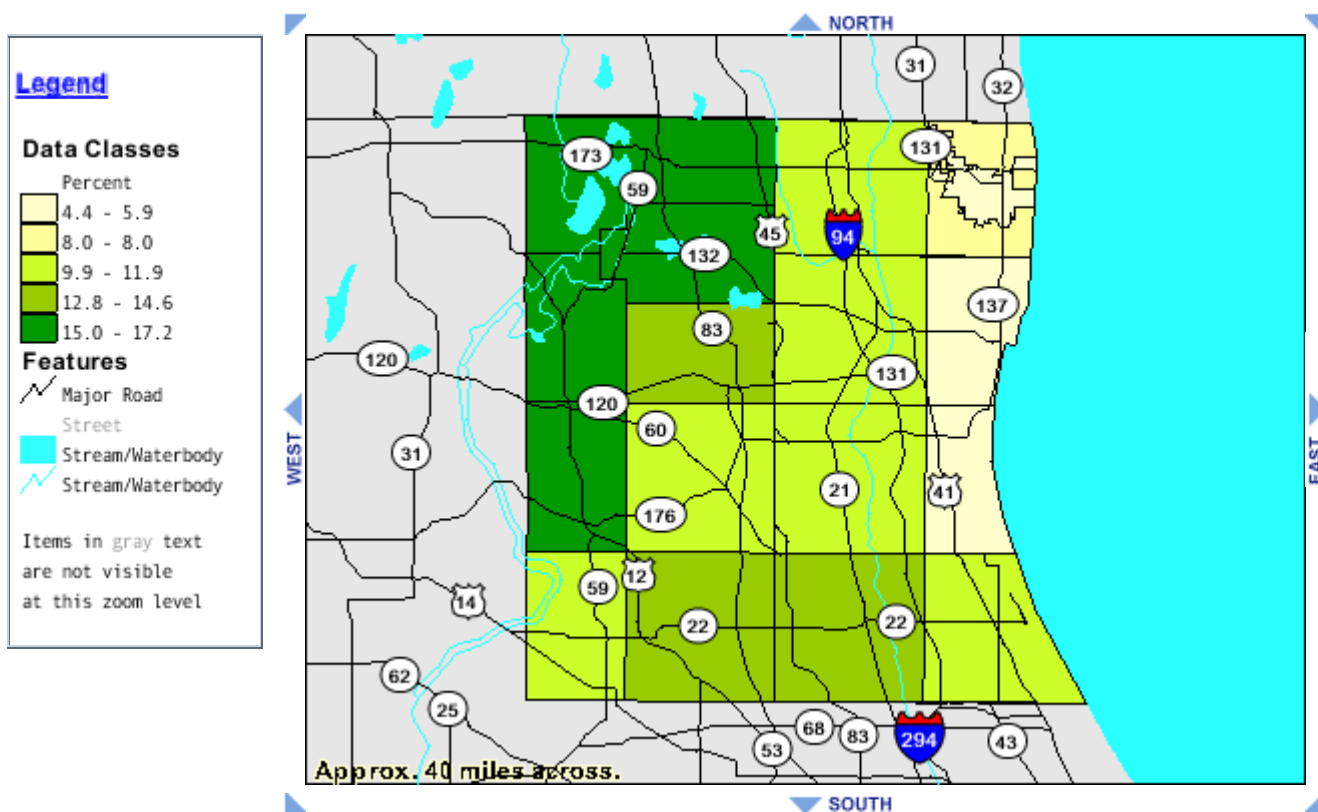 NORTH
Legend
Data Classes
Percent
4.4 - 5.9
8.0 - 8.0
9.9 - 11.9
12.8 - 14.6
15.0 - 17.2
Features
Major Road
Street
Stream/Waterbody
Stream/Waterbody
Items in gray text
are not visible
at this zoom level
WEST
EAST
31
32
131
173
59
45
94
132
137
83
120
131
120
60
31
21
41
176
12
59
14
22
22
62
25
68
83
294
43
53
Approx. 40 miles across.
SOUTH